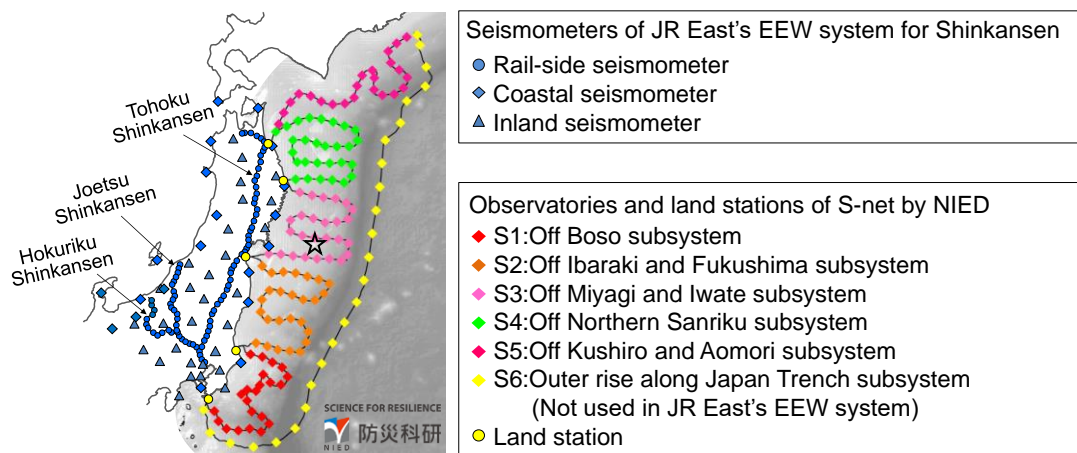 Tohoku
Shinkansen
Joetsu
Shinkansen
Hokuriku
Shinkansen
SCIENCE FOR RESILIENCE
防災科研
NIED
Seismometers of JR East's EEW system for Shinkansen
Rail-side seismometer
Coastal seismometer
Inland seismometer
Observatories and land stations of S-net by NIED
S1:Off Boso subsystem
S2:Off Ibaraki and Fukushima subsystem
S3:Off Miyagi and Iwate subsystem
S4:Off Northern Sanriku subsystem
S5:Off Kushiro and Aomori subsystem
S6:Outer rise along Japan Trench subsystem
(Not used in JR East's EEW system)
Land station